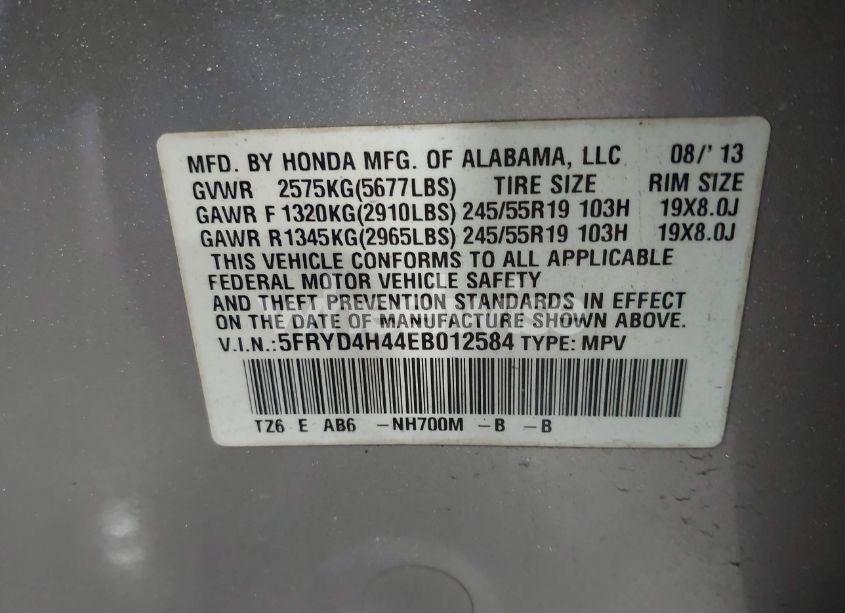 MFD. BY HONDA MFG. OF ALABAMA, LLC 08/' 13
GVWR 2575KG(5677LBS) TIRE SIZE RIM SIZE
GAWR F 1320KG(2910LBS) 245/55R19 103H 19X8.0J
GAWR R 1345KG(2965LBS) 245/55R19 103H 19X8.0J
THIS VEHICLE CONFORMS TO ALL APPLICABLE
FEDERAL MOTOR VEHICLE SAFETY
AND THEFT PREVENTION STANDARDS IN EFFECT
ON THE DATE OF MANUFACTURE SHOWN ABOVE.
V.I.N.:5FRYD4H44EB012584 TYPE: MPV
TZ6 E AB6 -NH700M -B -B